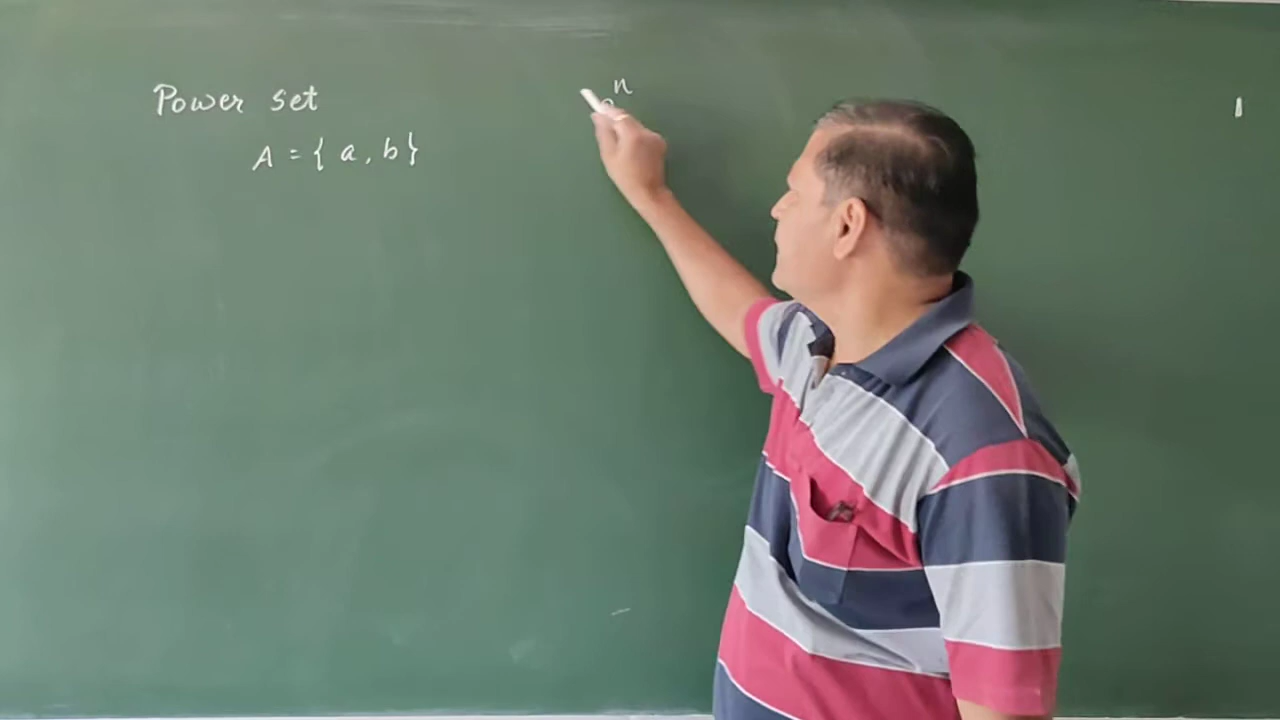 Power set
A = { a, b }
2ⁿ